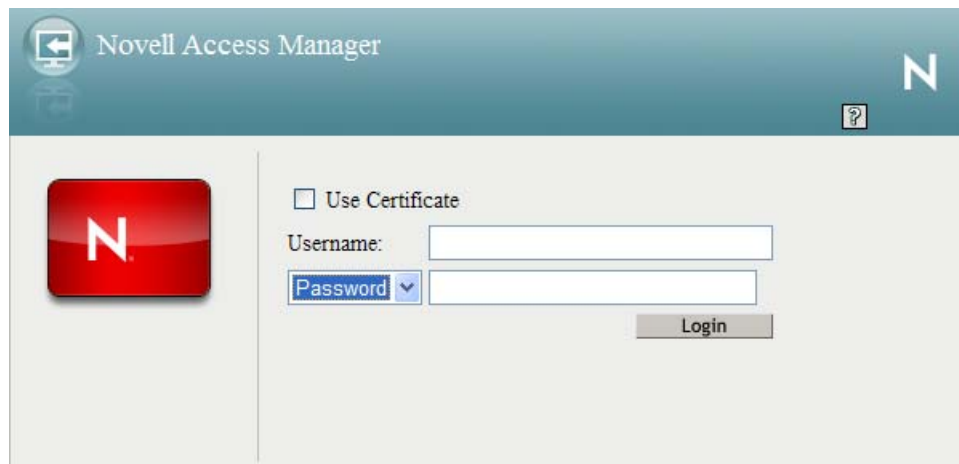 Novell Access Manager
N
?
N
Use Certificate
Username:
Password
Login